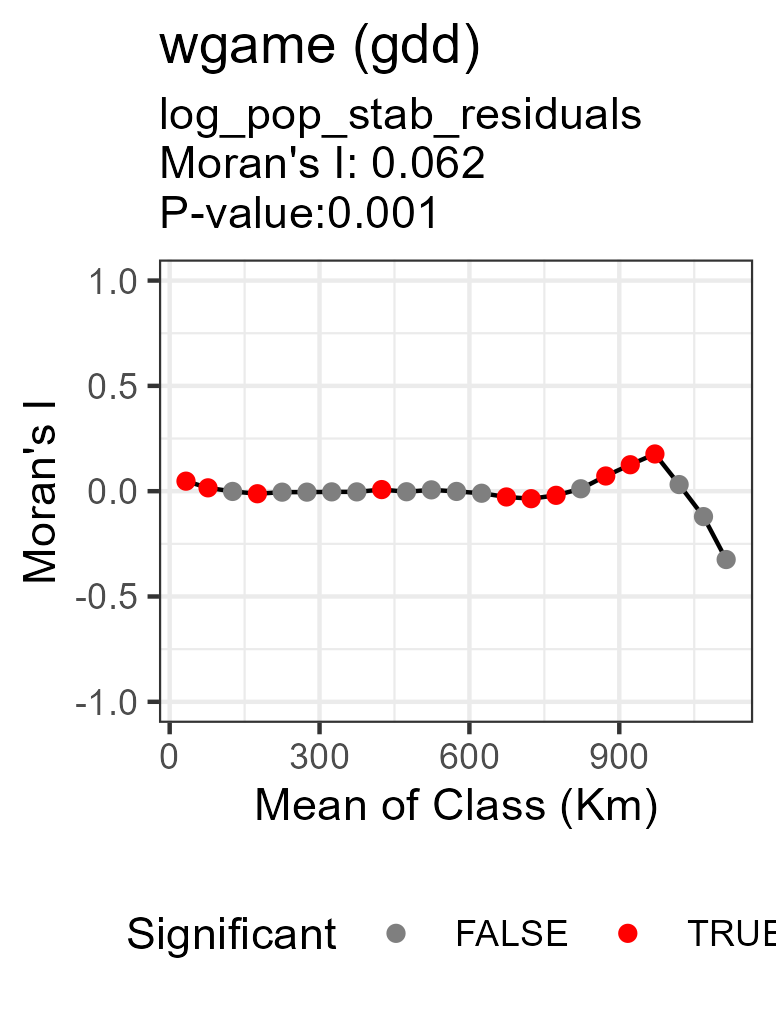 wgame (gdd)
log_pop_stab_residuals
Moran's I: 0.062
P-value:0.001
1.0
0.5
0.0
-0.5
-1.0
Moran's I
0 300 600 900
Mean of Class (Km)
Significant FALSE TRUE